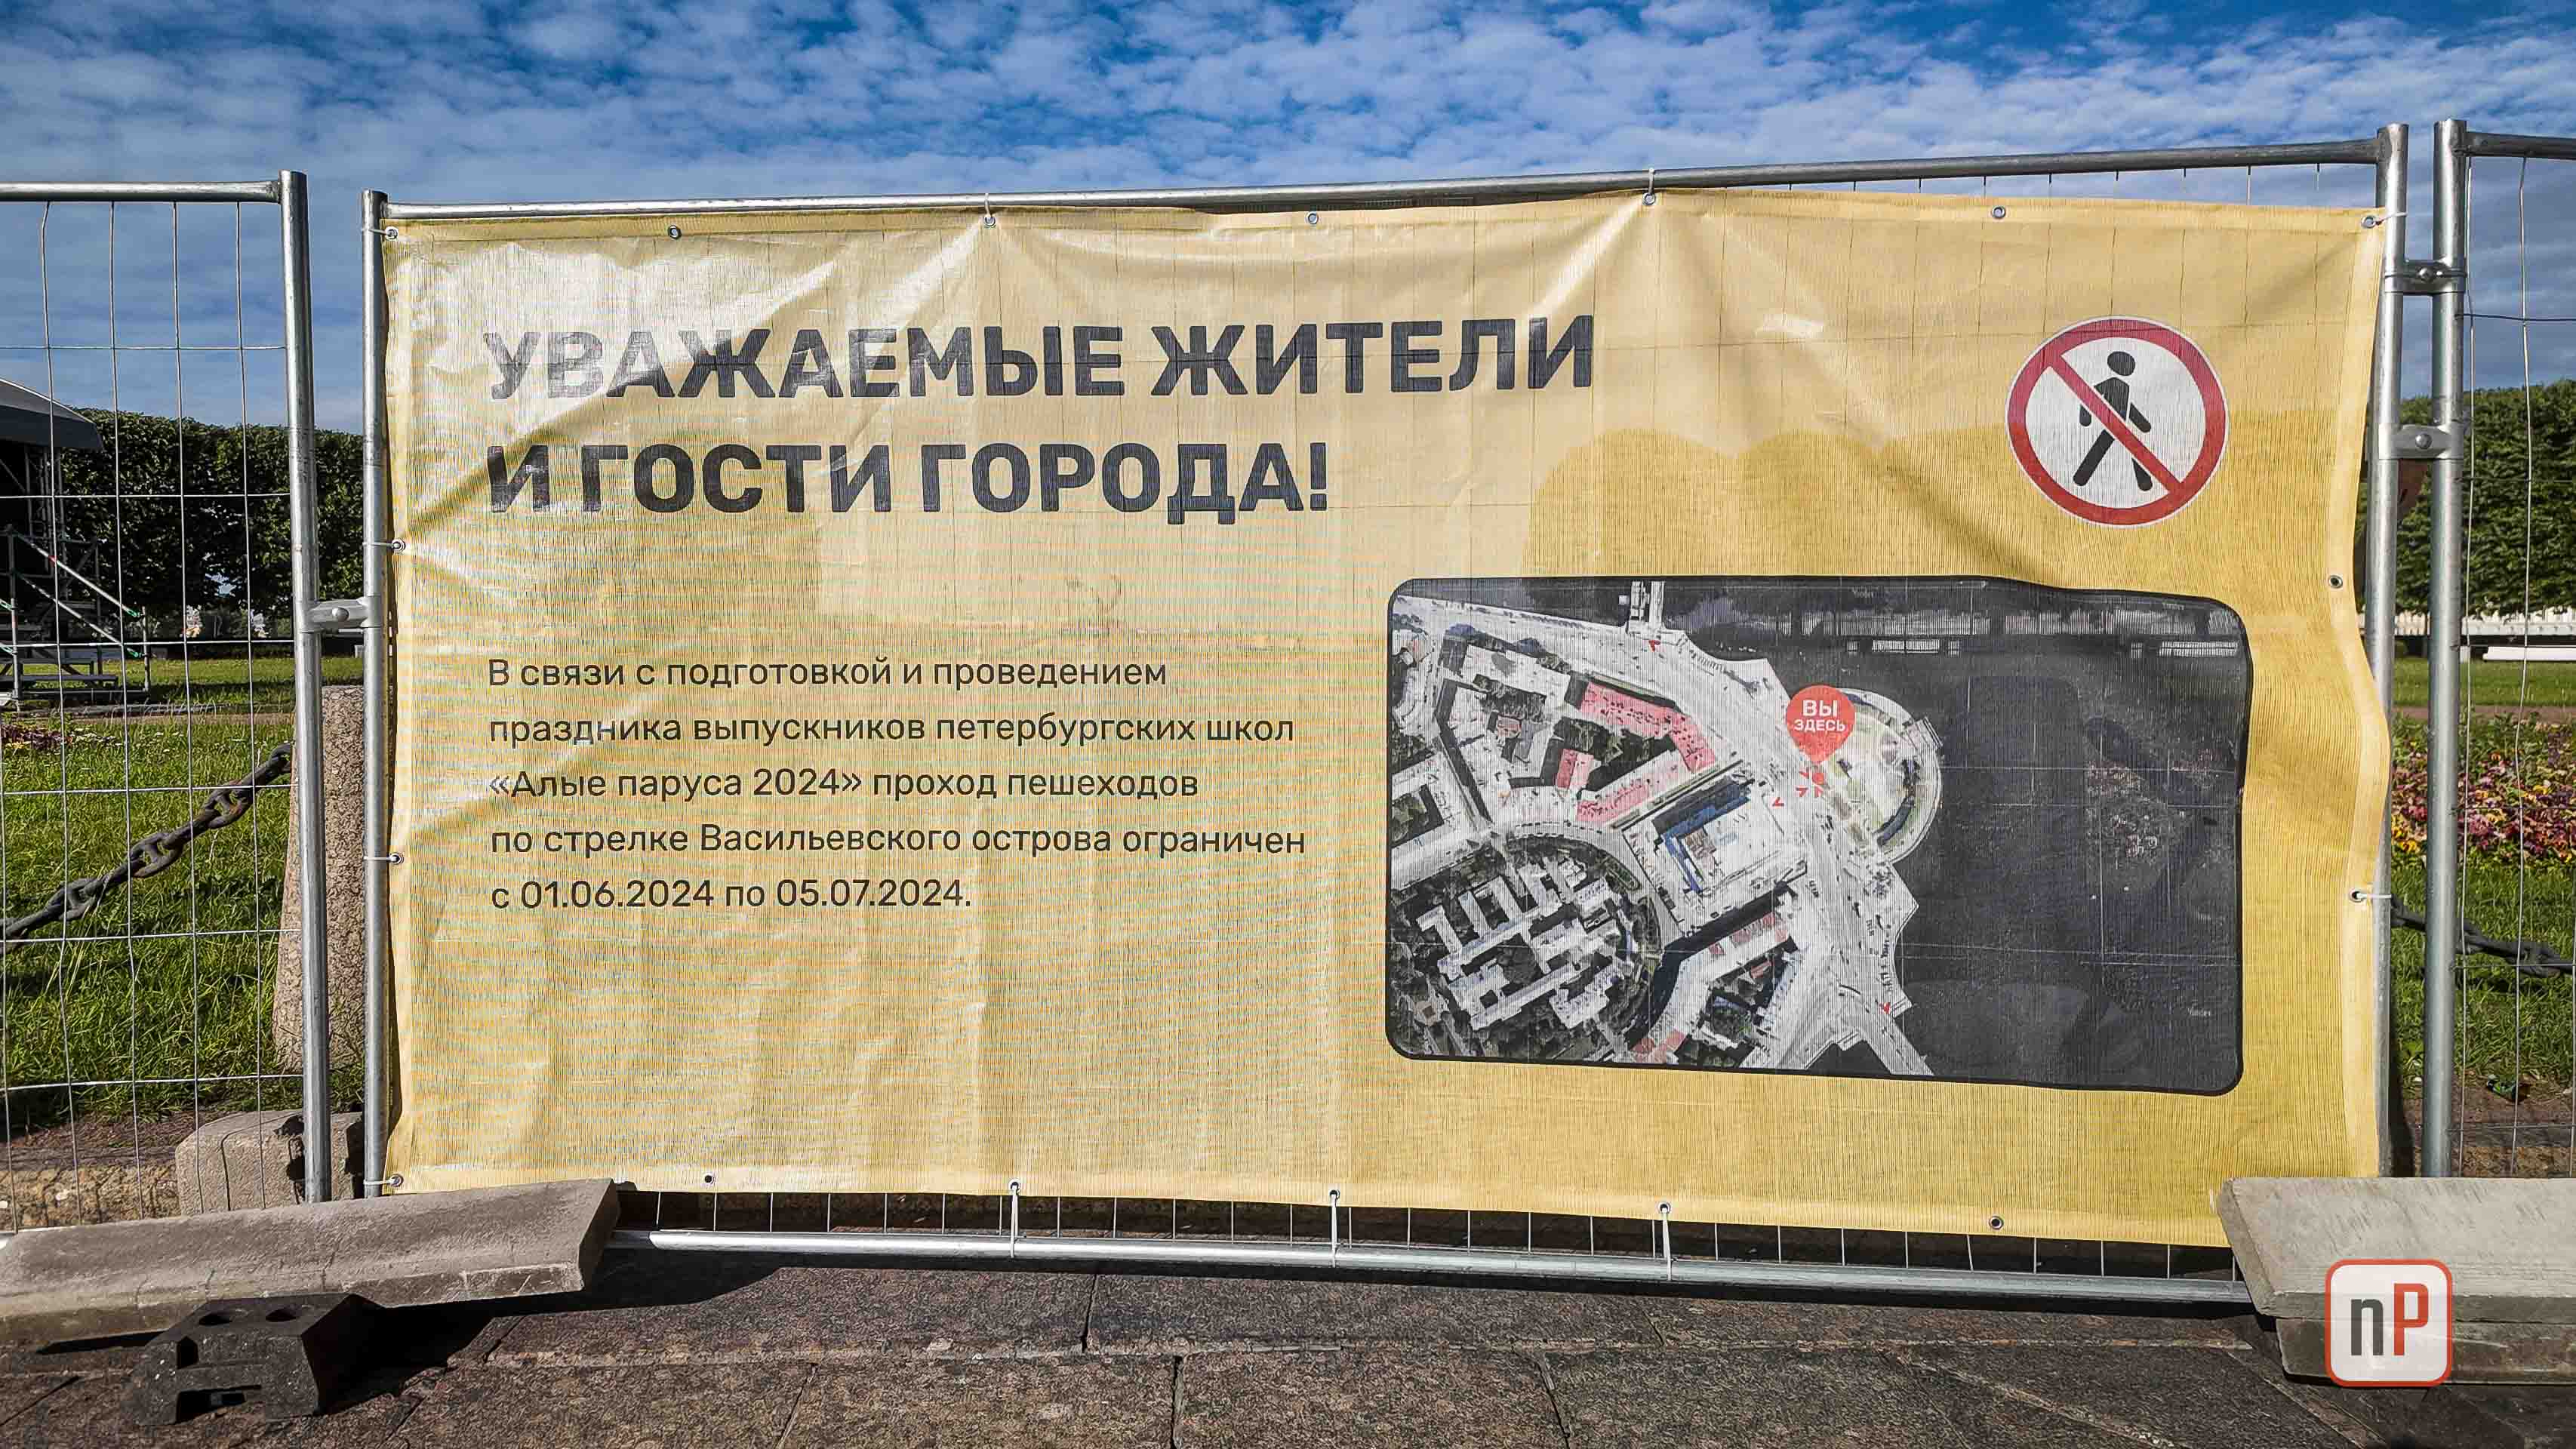 УВАЖАЕМЫЕ ЖИТЕЛИ
И ГОСТИ ГОРОДА!
В связи с подготовкой и проведением
праздника выпускников петербургских школ
«Алые паруса 2024» проход пешеходов
по стрелке Васильевского острова ограничен
с 01.06.2024 по 05.07.2024.
ВЫ
ЗДЕСЬ
пР